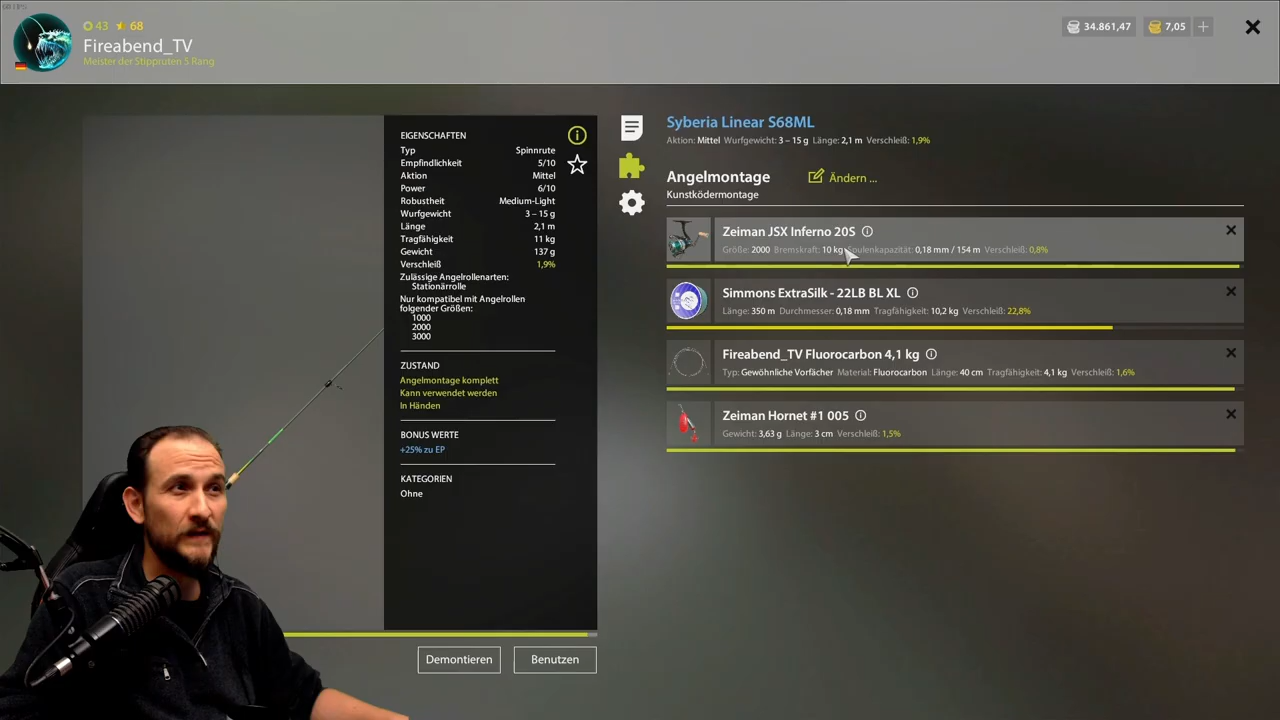 60 FPS
43 68
Fireabend_TV
Meister der Stippruten 5 Rang
34.861,47
7,05
EIGENSCHAFTEN
Typ Spinnrute
Empfindlichkeit 5/10
Aktion Mittel
Power 6/10
Robustheit Medium-Light
Wurfgewicht 3 – 15 g
Länge 2,1 m
Tragfähigkeit 11 kg
Gewicht 137 g
Verschleiß 1,9%
Zulässige Angelrollenarten:
Stationärrolle
Nur kompatibel mit Angelrollen
folgender Größen:
1000
2000
3000
ZUSTAND
Angelmontage komplett
Kann verwendet werden
In Händen
BONUS WERTE
+25% zu EP
KATEGORIEN
Ohne
Demontieren
Benutzen
Syberia Linear S68ML
Aktion: Mittel Wurfgewicht: 3 – 15 g Länge: 2,1 m Verschleiß: 1,9%
Angelmontage
Ändern ...
Kunstködermontage
Zeiman JSX Inferno 20S
Größe: 2000 Bremskraft: 10 kg Spulenkapazität: 0,18 mm / 154 m Verschleiß: 0,8%
Simmons ExtraSilk - 22LB BL XL
Länge: 350 m Durchmesser: 0,18 mm Tragfähigkeit: 10,2 kg Verschleiß: 22,8%
Fireabend_TV Fluorocarbon 4,1 kg
Typ: Gewöhnliche Vorfächer Material: Fluorocarbon Länge: 40 cm Tragfähigkeit: 4,1 kg Verschleiß: 1,6%
Zeiman Hornet #1 005
Gewicht: 3,63 g Länge: 3 cm Verschleiß: 1,5%